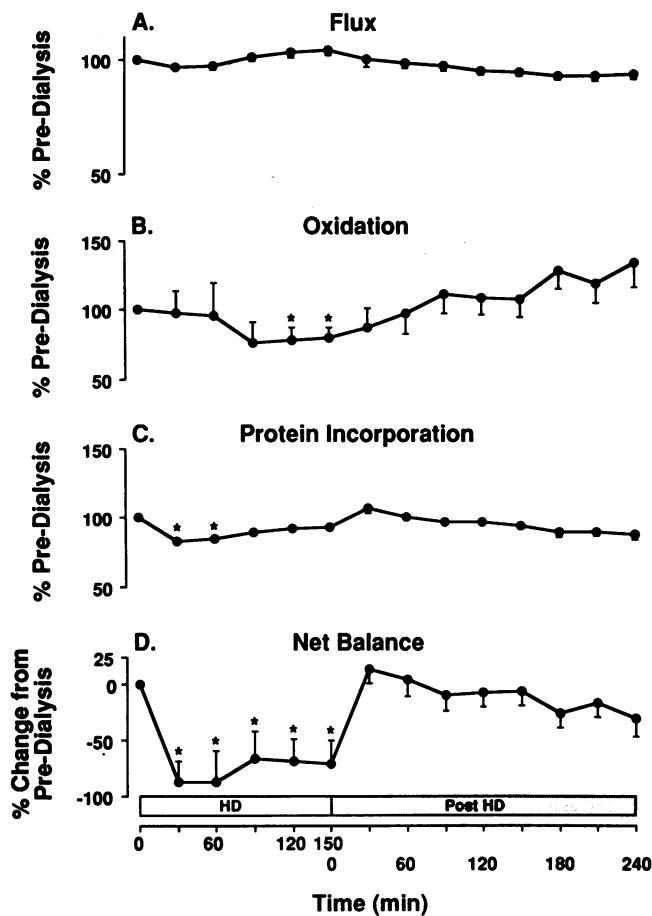 A. Flux
% Pre-Dialysis
100
50
B. Oxidation
% Pre-Dialysis
150
100
50
* *
C. Protein Incorporation
% Pre-Dialysis
150
100
50
* *
D. Net Balance
% Change from
Pre-Dialysis
25
0
-50
-100
* * * * *
HD Post HD
0 60 120 150
0 60 120 180 240
Time (min)